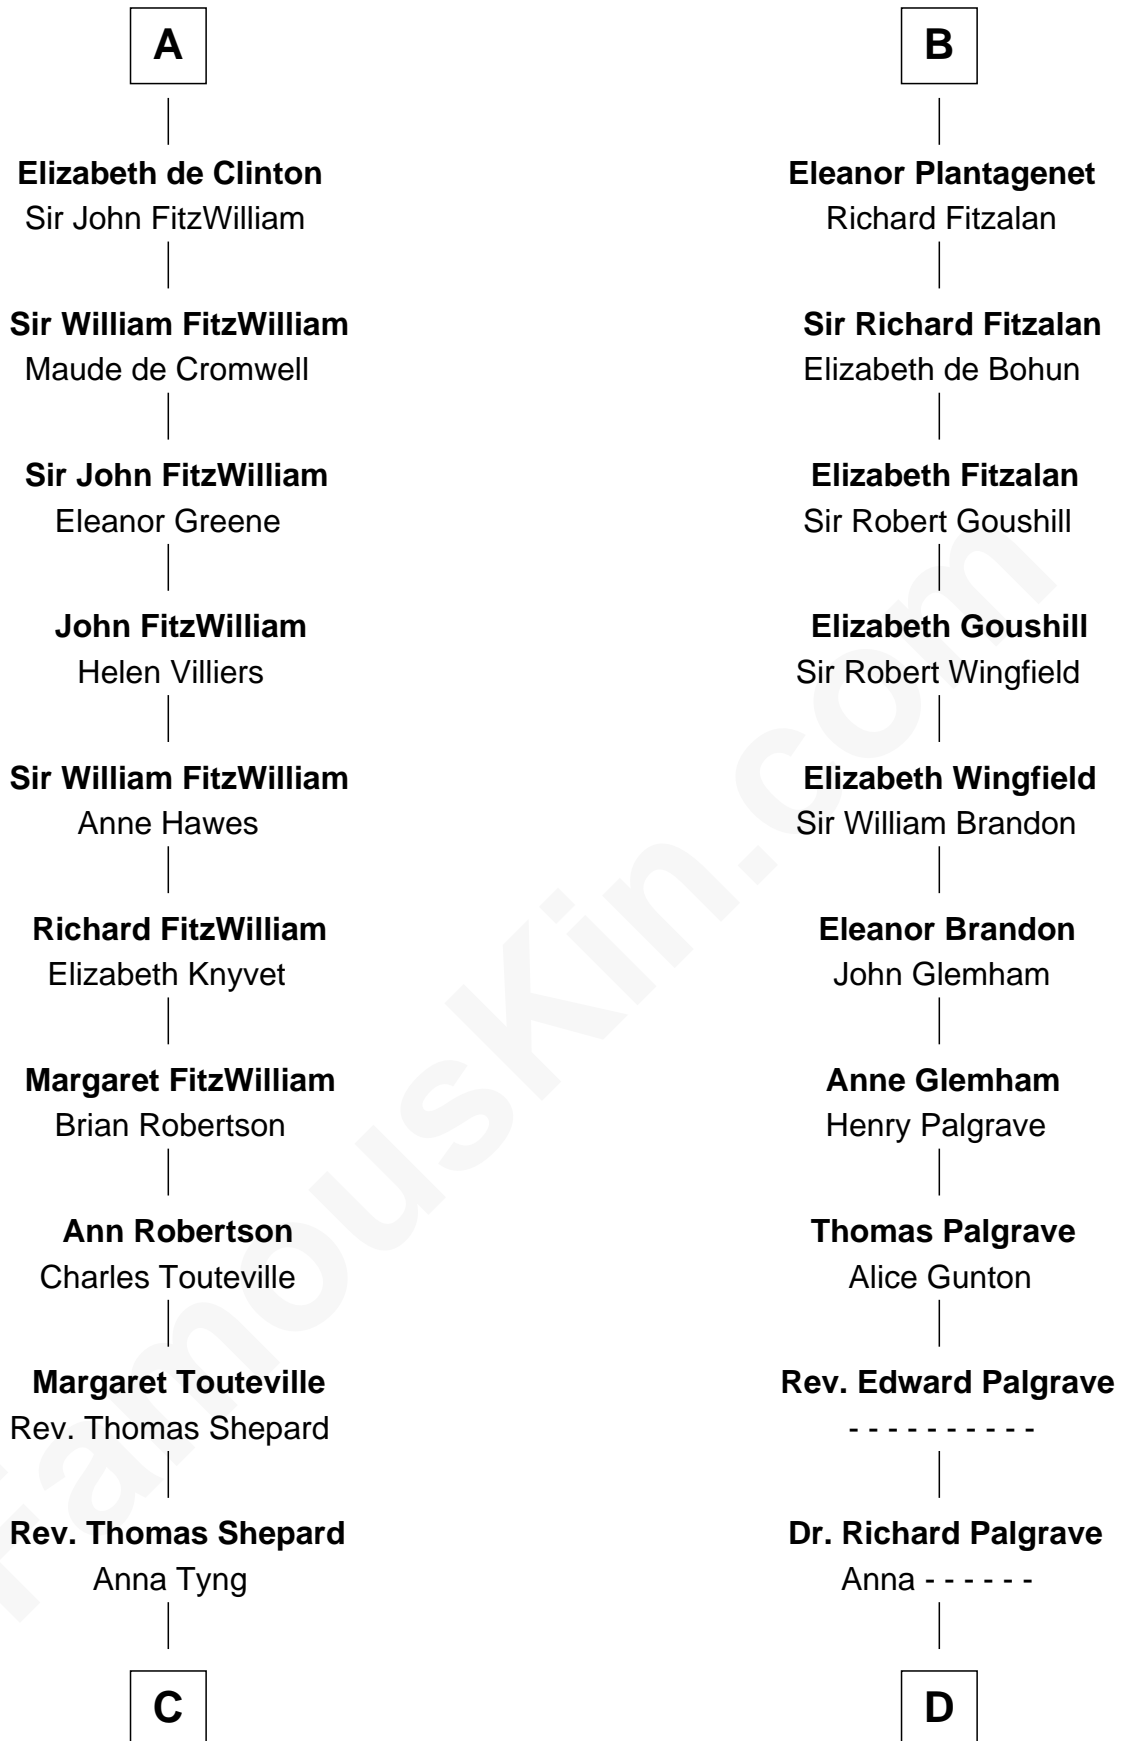 A
Elizabeth de Clinton
Sir John FitzWilliam
Sir William FitzWilliam
Maude de Cromwell
Sir John FitzWilliam
Eleanor Greene
John FitzWilliam
Helen Villiers
Sir William FitzWilliam
Anne Hawes
Richard FitzWilliam
Elizabeth Knyvet
Margaret FitzWilliam
Brian Robertson
Ann Robertson
Charles Touteville
Margaret Touteville
Rev. Thomas Shepard
Rev. Thomas Shepard
Anna Tyng
C
B
Eleanor Plantagenet
Richard Fitzalan
Sir Richard Fitzalan
Elizabeth de Bohun
Elizabeth Fitzalan
Sir Robert Goushill
Elizabeth Goushill
Sir Robert Wingfield
Elizabeth Wingfield
Sir William Brandon
Eleanor Brandon
John Glemham
Anne Glemham
Henry Palgrave
Thomas Palgrave
Alice Gunton
Rev. Edward Palgrave
- - - - - - - - - -
Dr. Richard Palgrave
Anna - - - - - -
D
FamousKin.com